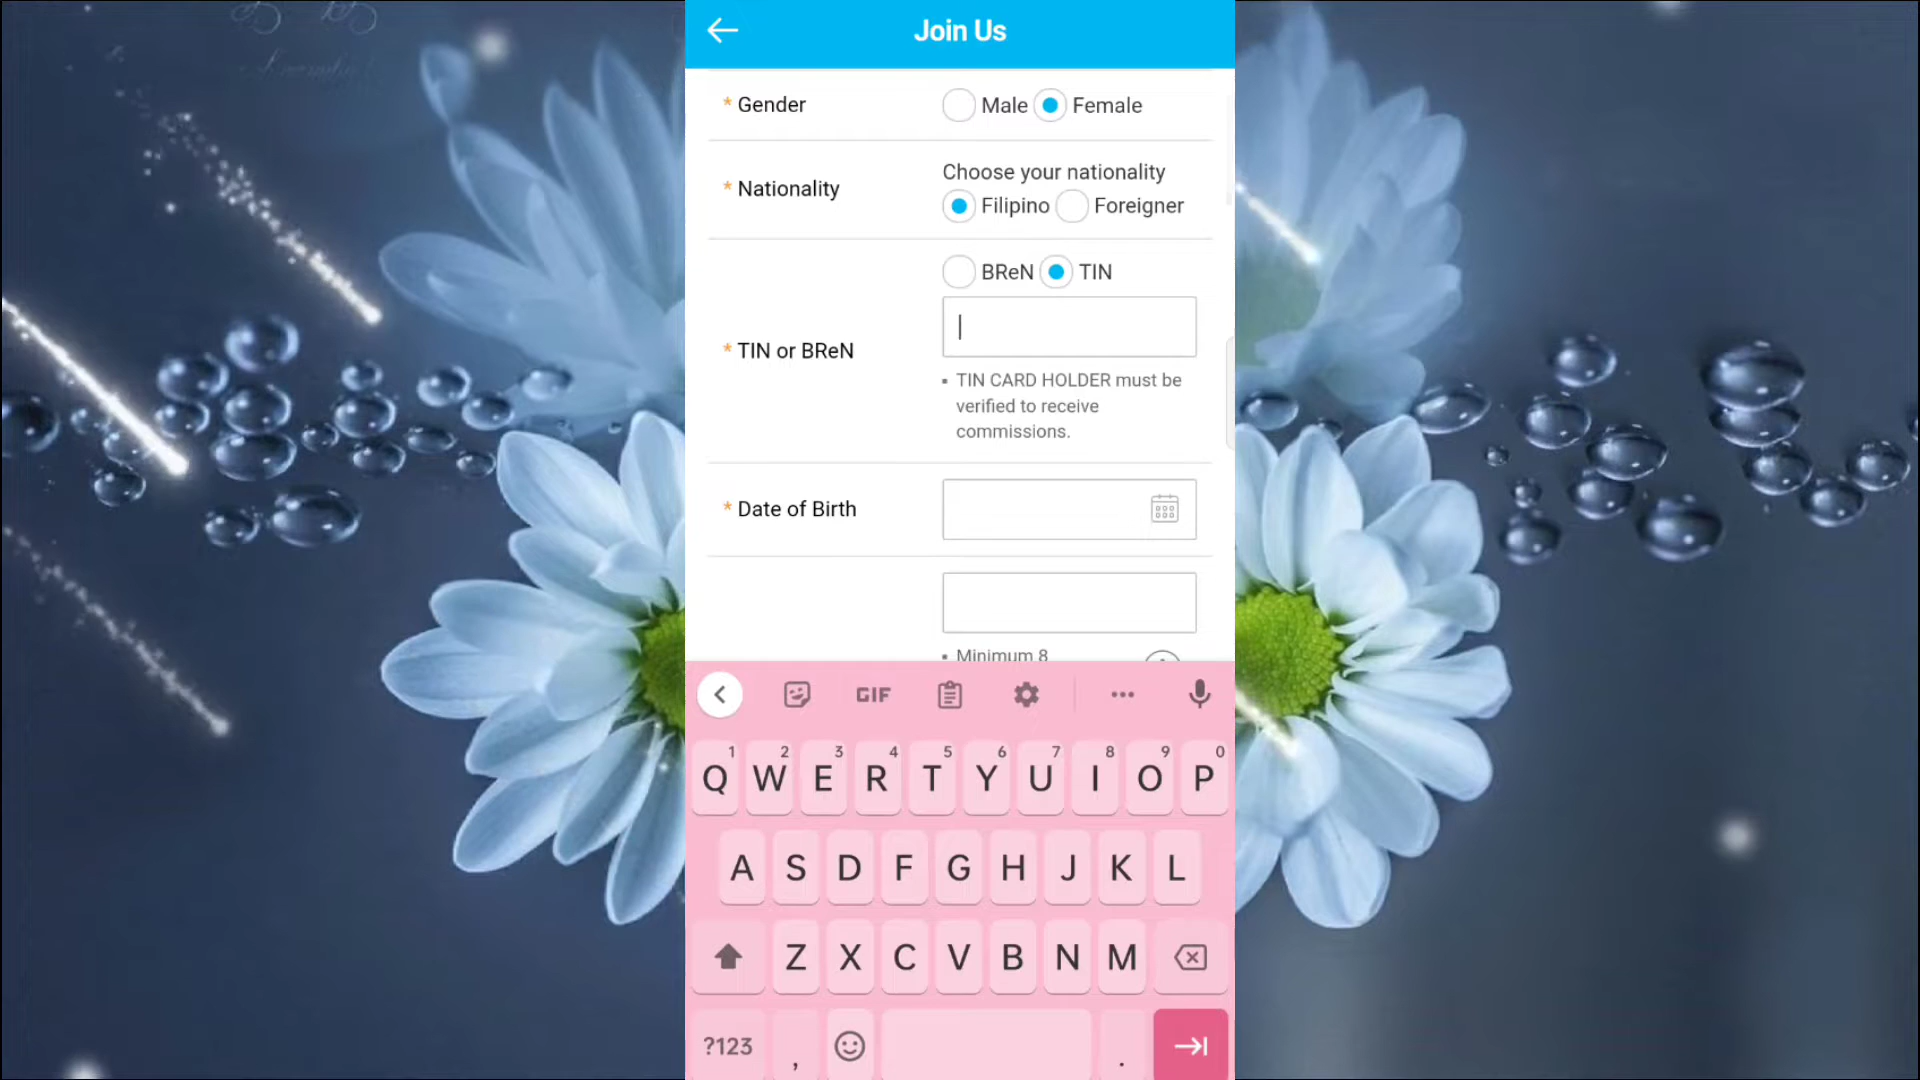 Join Us
* Gender
Male Female
* Nationality
Choose your nationality
Filipino Foreigner
* TIN or BReN
BReN TIN
▪ TIN CARD HOLDER must be
verified to receive
commissions.
* Date of Birth
▪ Minimum 8
GIF
1 2 3 4 5 6 7 8 9 0
Q W E R T Y U I O P
A S D F G H J K L
Z X C V B N M
?123 , .